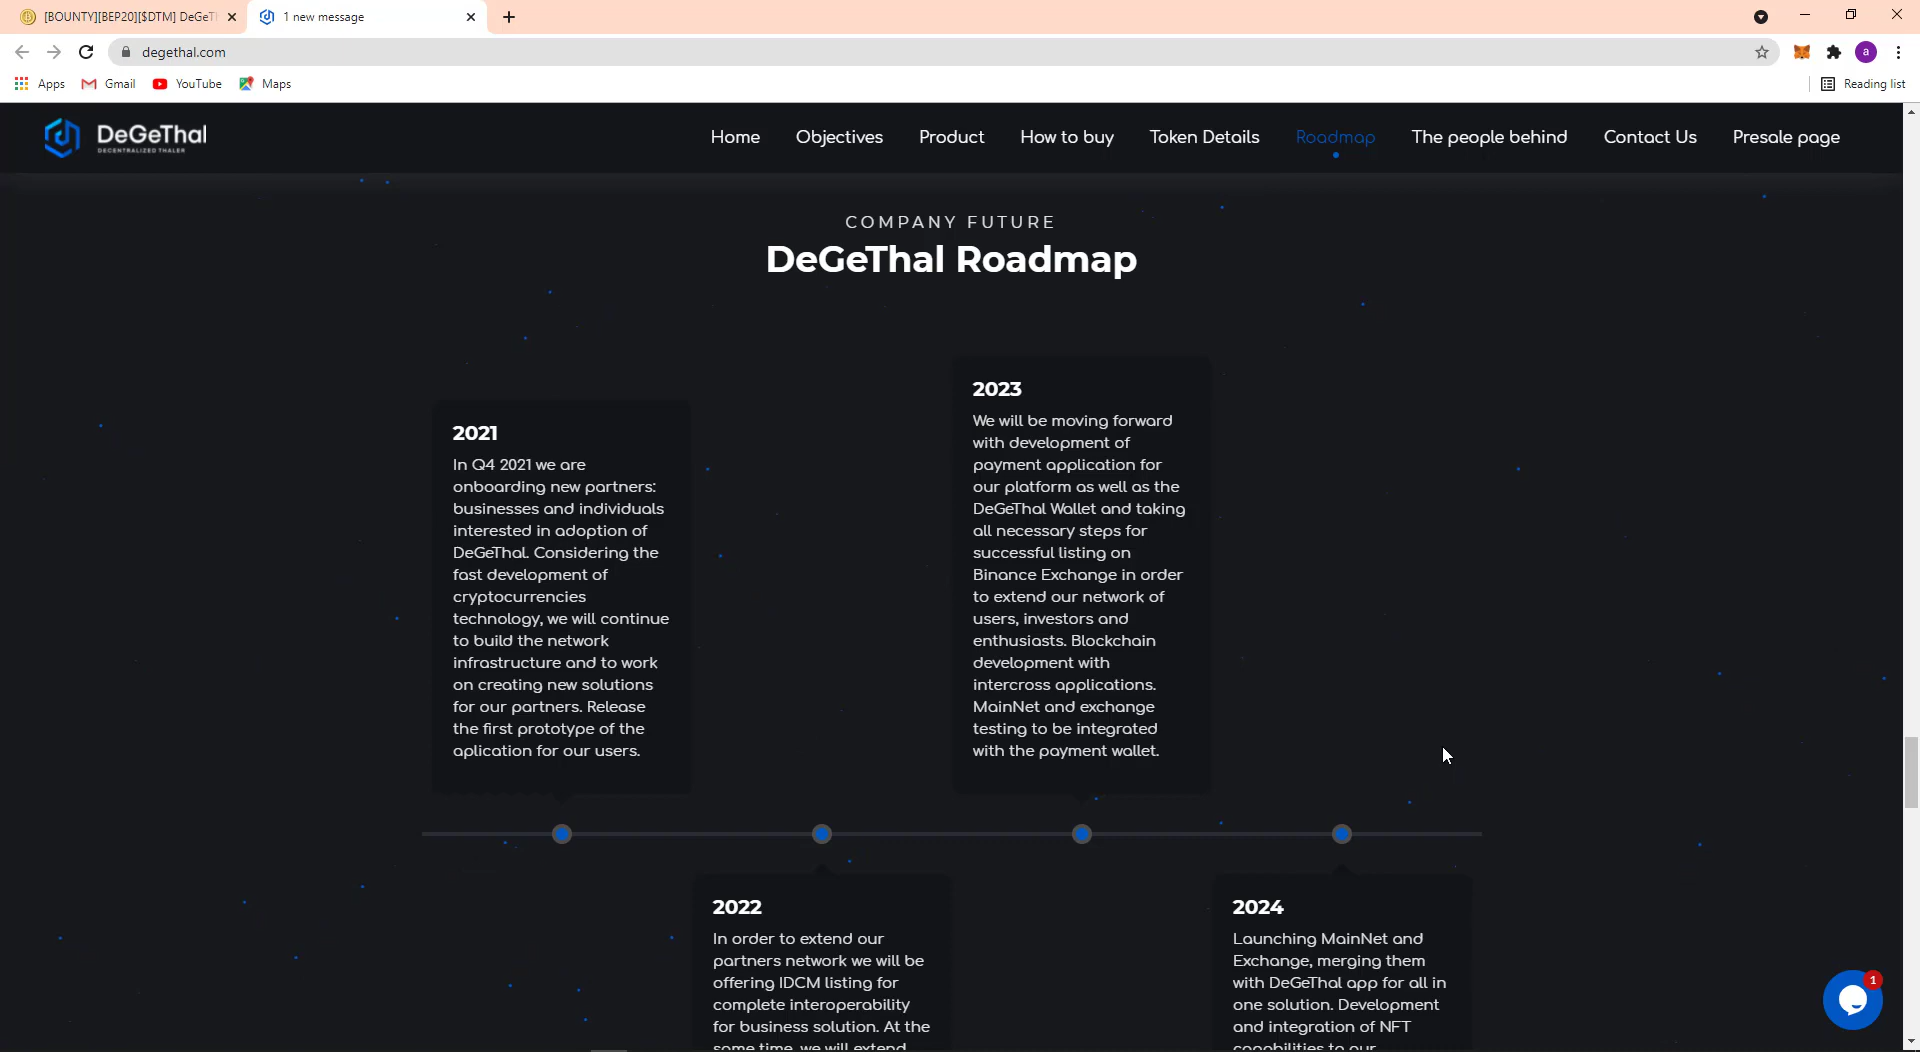 [BOUNTY][BEP20][$DTM] DeGeTh
1 new message
degethal.com
a
Apps
Gmail
YouTube
Maps
Reading list
DeGeThal
DECENTRALIZED THALER
Home
Objectives
Product
How to buy
Token Details
Roadmap
The people behind
Contact Us
Presale page
COMPANY FUTURE
DeGeThal Roadmap
2021
In Q4 2021 we are
onboarding new partners:
businesses and individuals
interested in adoption of
DeGeThal. Considering the
fast development of
cryptocurrencies
technology, we will continue
to build the network
infrastructure and to work
on creating new solutions
for our partners. Release
the first prototype of the
aplication for our users.
2023
We will be moving forward
with development of
payment application for
our platform as well as the
DeGeThal Wallet and taking
all necessary steps for
successful listing on
Binance Exchange in order
to extend our network of
users, investors and
enthusiasts. Blockchain
development with
intercross applications.
MainNet and exchange
testing to be integrated
with the payment wallet.
2022
In order to extend our
partners network we will be
offering IDCM listing for
complete interoperability
for business solution. At the
same time, we will extend
2024
Launching MainNet and
Exchange, merging them
with DeGeThal app for all in
one solution. Development
and integration of NFT
capabilities to our
1